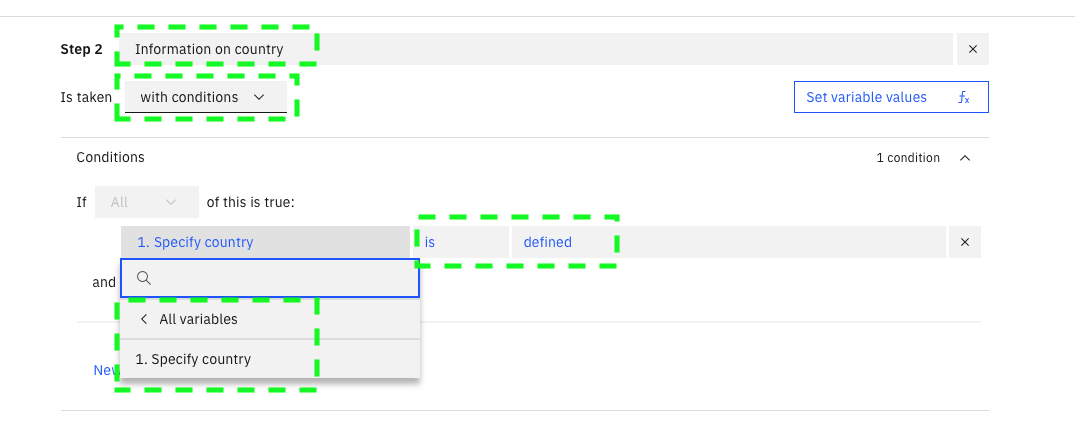 Step 2 Information on country ×
Is taken with conditions Set variable values fx
Conditions 1 condition
If All of this is true:
1. Specify country is defined ×
and
All variables
1. Specify country
New